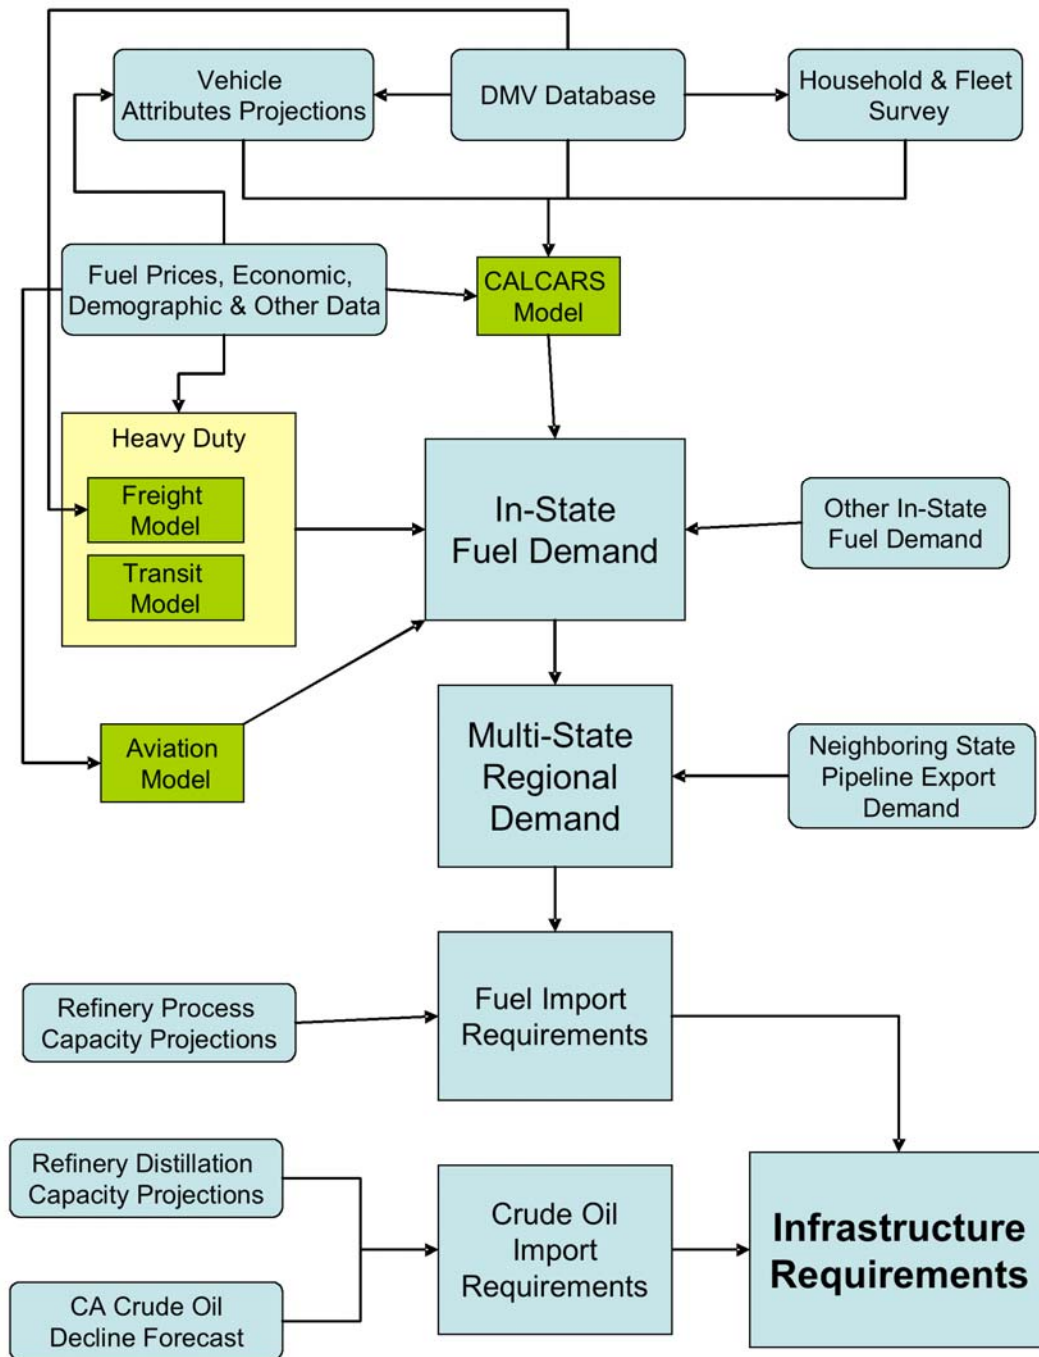 Vehicle
Attributes Projections
DMV Database
Household & Fleet
Survey
Fuel Prices, Economic,
Demographic & Other Data
CALCARS
Model
Heavy Duty
Freight
Model
Transit
Model
In-State
Fuel Demand
Other In-State
Fuel Demand
Aviation
Model
Multi-State
Regional
Demand
Neighboring State
Pipeline Export
Demand
Refinery Process
Capacity Projections
Fuel Import
Requirements
Refinery Distillation
Capacity Projections
Crude Oil
Import
Requirements
Infrastructure
Requirements
CA Crude Oil
Decline Forecast